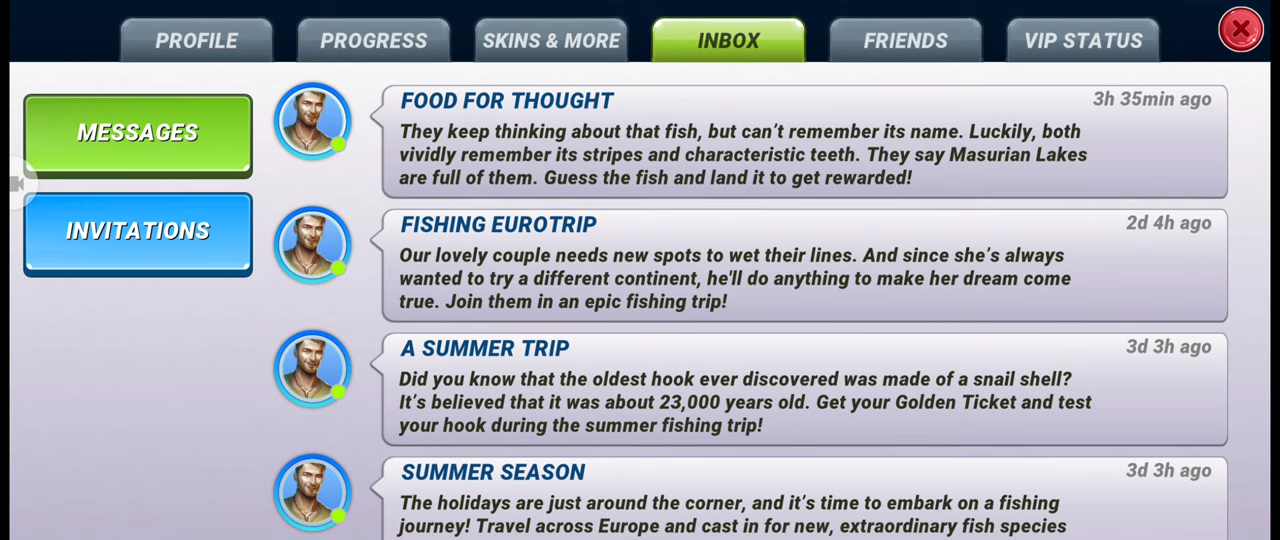 PROFILE
PROGRESS
SKINS & MORE
INBOX
FRIENDS
VIP STATUS
MESSAGES
INVITATIONS
FOOD FOR THOUGHT
3h 35min ago
They keep thinking about that fish, but can't remember its name. Luckily, both
vividly remember its stripes and characteristic teeth. They say Masurian Lakes
are full of them. Guess the fish and land it to get rewarded!
FISHING EUROTRIP
2d 4h ago
Our lovely couple needs new spots to wet their lines. And since she's always
wanted to try a different continent, he'll do anything to make her dream come
true. Join them in an epic fishing trip!
A SUMMER TRIP
3d 3h ago
Did you know that the oldest hook ever discovered was made of a snail shell?
It's believed that it was about 23,000 years old. Get your Golden Ticket and test
your hook during the summer fishing trip!
SUMMER SEASON
3d 3h ago
The holidays are just around the corner, and it's time to embark on a fishing
journey! Travel across Europe and cast in for new, extraordinary fish species